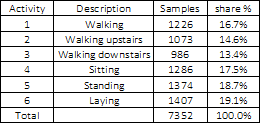 Activity Description Samples share %
1 Walking 1226 16.7%
2 Walking upstairs 1073 14.6%
3 Walking downstairs 986 13.4%
4 Sitting 1286 17.5%
5 Standing 1374 18.7%
6 Laying 1407 19.1%
Total 7352 100.0%